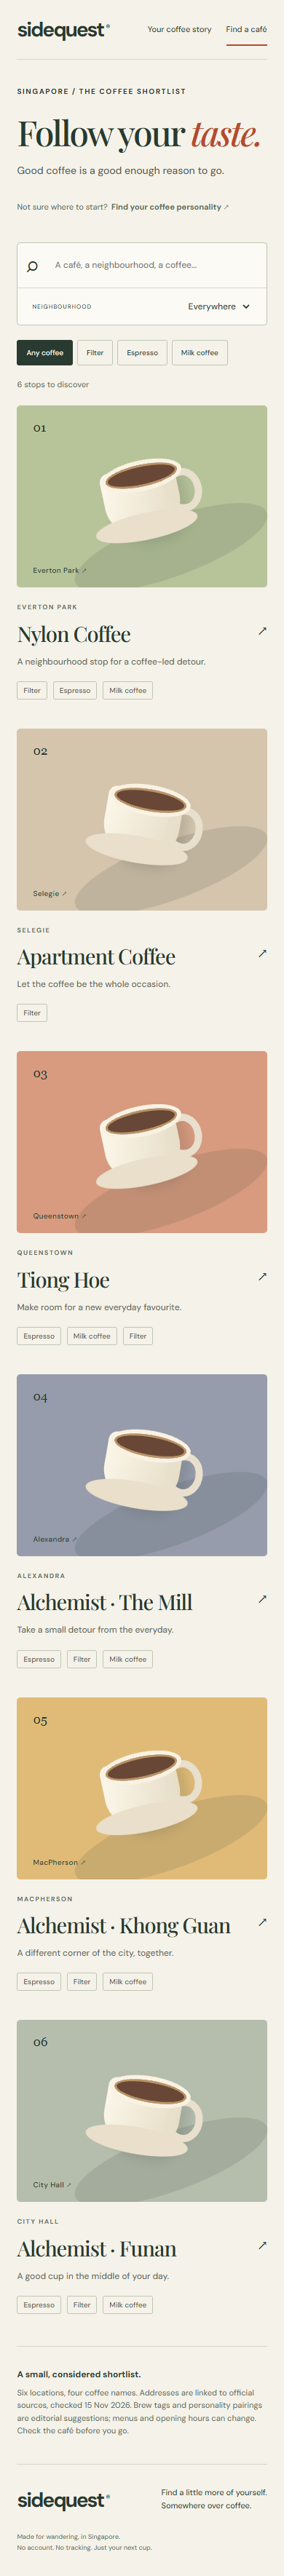 sidequest
Your coffee story
Find a café
SINGAPORE / THE COFFEE SHORTLIST
Follow your taste.
Good coffee is a good enough reason to go.
Not sure where to start? Find your coffee personality ↗
A café, a neighbourhood, a coffee...
NEIGHBOURHOOD
Everywhere
Any coffee
Filter
Espresso
Milk coffee
6 stops to discover
01
Everton Park ↗
EVERTON PARK
Nylon Coffee ↗
A neighbourhood stop for a coffee-led detour.
Filter
Espresso
Milk coffee
02
Selegie ↗
SELEGIE
Apartment Coffee ↗
Let the coffee be the whole occasion.
Filter
03
Queenstown ↗
QUEENSTOWN
Tiong Hoe ↗
Make room for a new everyday favourite.
Espresso
Milk coffee
Filter
04
Alexandra ↗
ALEXANDRA
Alchemist · The Mill ↗
Take a small detour from the everyday.
Espresso
Filter
Milk coffee
05
MacPherson ↗
MACPHERSON
Alchemist · Khong Guan ↗
A different corner of the city, together.
Espresso
Filter
Milk coffee
06
City Hall ↗
CITY HALL
Alchemist · Funan ↗
A good cup in the middle of your day.
Espresso
Filter
Milk coffee
A small, considered shortlist.
Six locations, four coffee names. Addresses are linked to official
sources, checked 15 Nov 2026. Brew tags and personality pairings
are editorial suggestions; menus and opening hours can change.
Check the café before you go.
sidequest
Find a little more of yourself.
Somewhere over coffee.
Made for wandering, in Singapore.
No account. No tracking. Just your next cup.